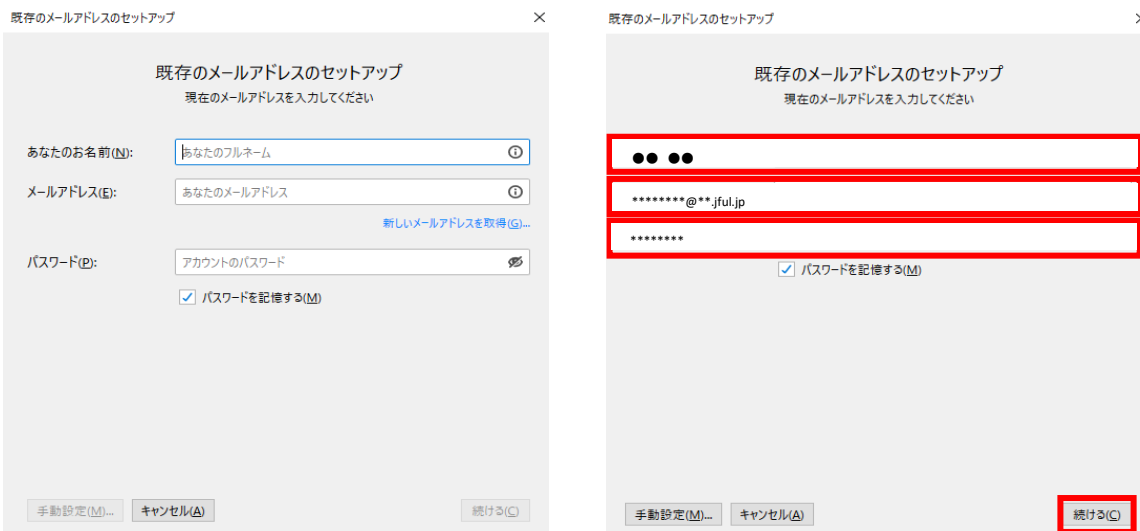 既存のメールアドレスのセットアップ
既存のメールアドレスのセットアップ
現在のメールアドレスを入力してください
あなたのお名前(N):
あなたのフルネーム
メールアドレス(E):
あなたのメールアドレス
新しいメールアドレスを取得(G)...
パスワード(P):
アカウントのパスワード
パスワードを記憶する(M)
手動設定(M)... キャンセル(A) 続ける(C)
既存のメールアドレスのセットアップ
既存のメールアドレスのセットアップ
現在のメールアドレスを入力してください
●● ●●
********@**.jful.jp
********
パスワードを記憶する(M)
手動設定(M)... キャンセル(A) 続ける(C)